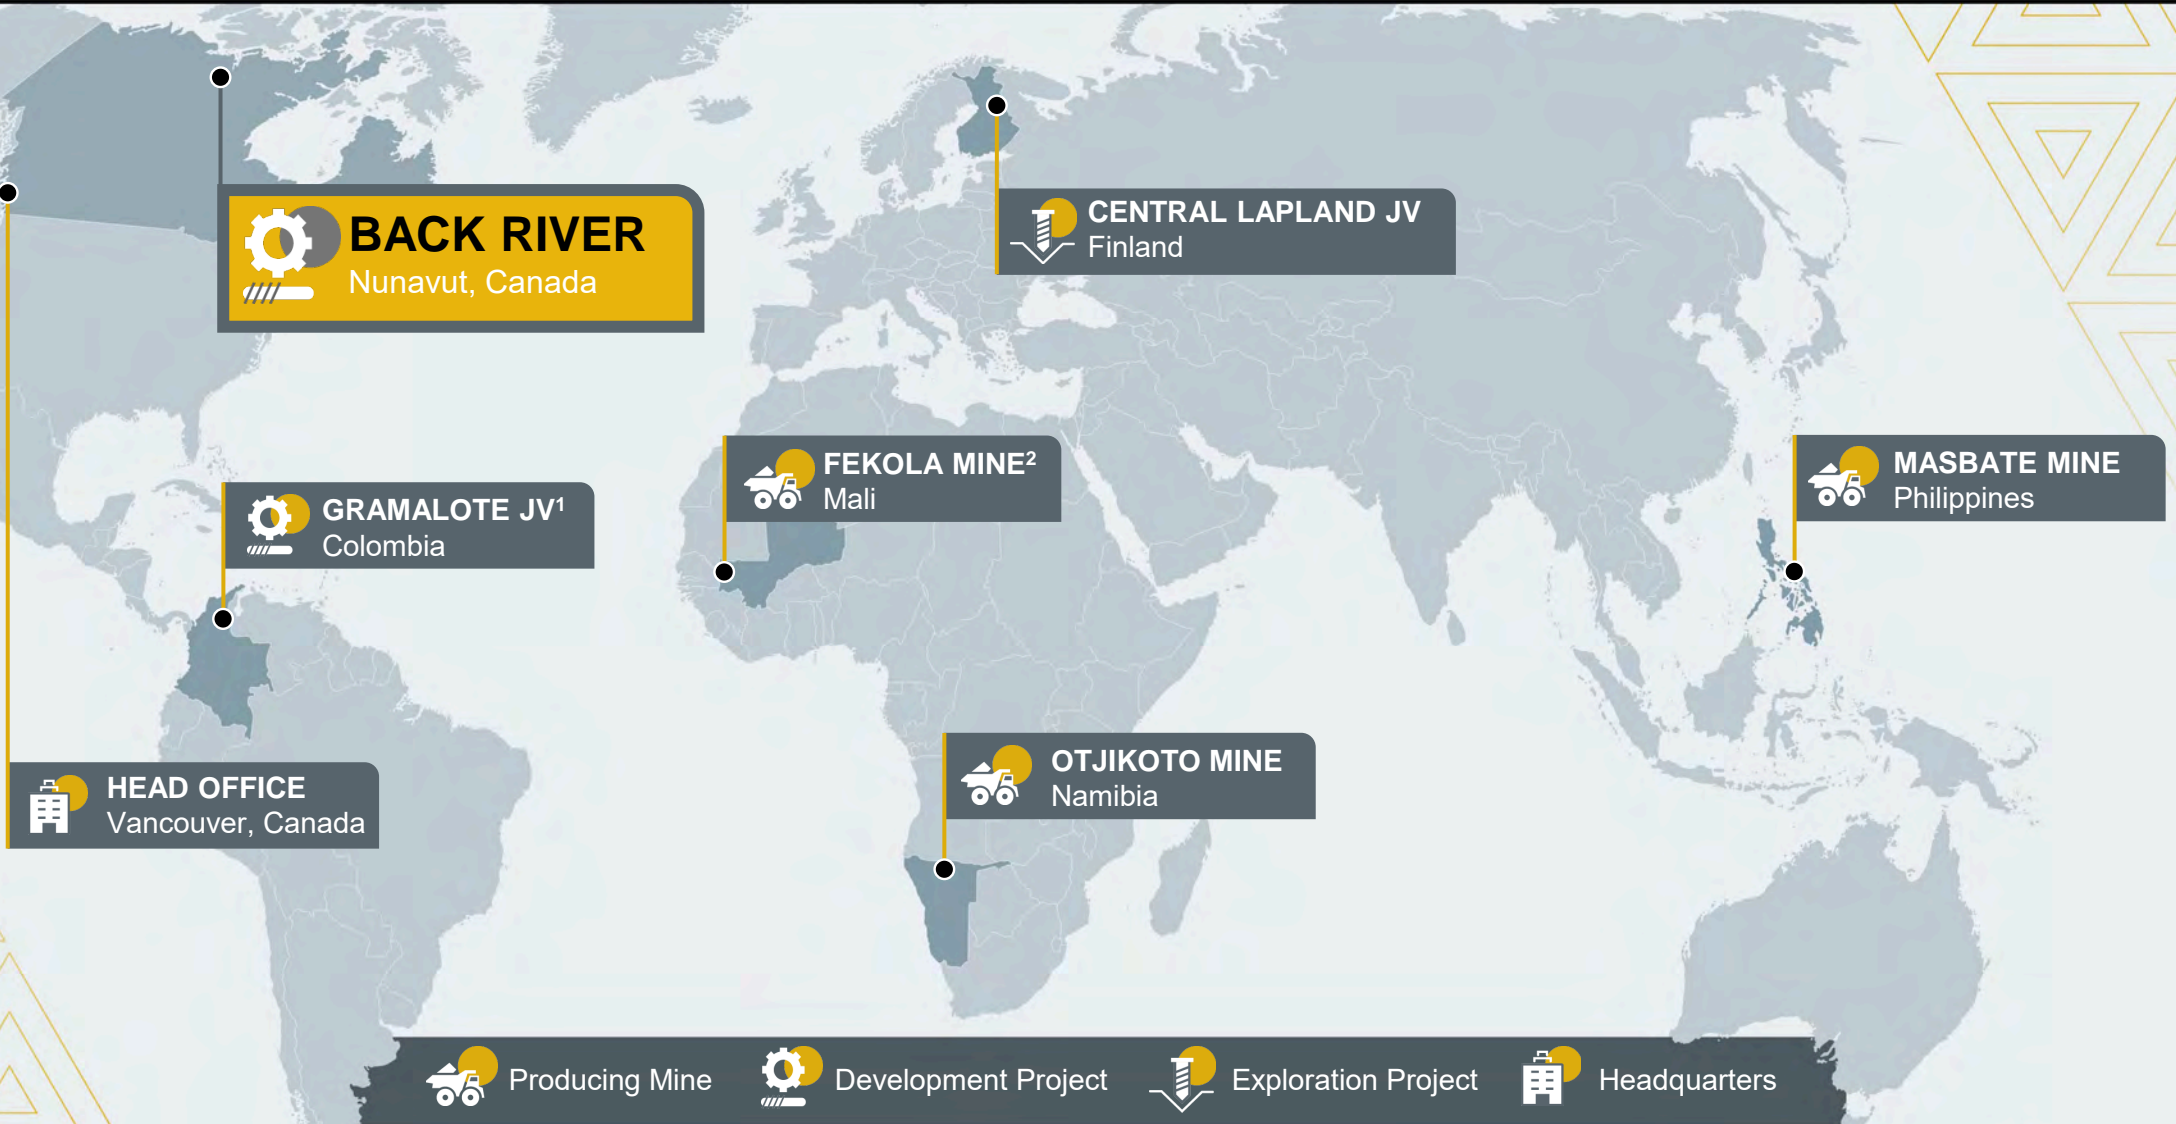 BACK RIVER
Nunavut, Canada
CENTRAL LAPLAND JV
Finland
FEKOLA MINE²
Mali
MASBATE MINE
Philippines
GRAMALOTE JV¹
Colombia
OTJIKOTO MINE
Namibia
HEAD OFFICE
Vancouver, Canada
Producing Mine
Development Project
Exploration Project
Headquarters